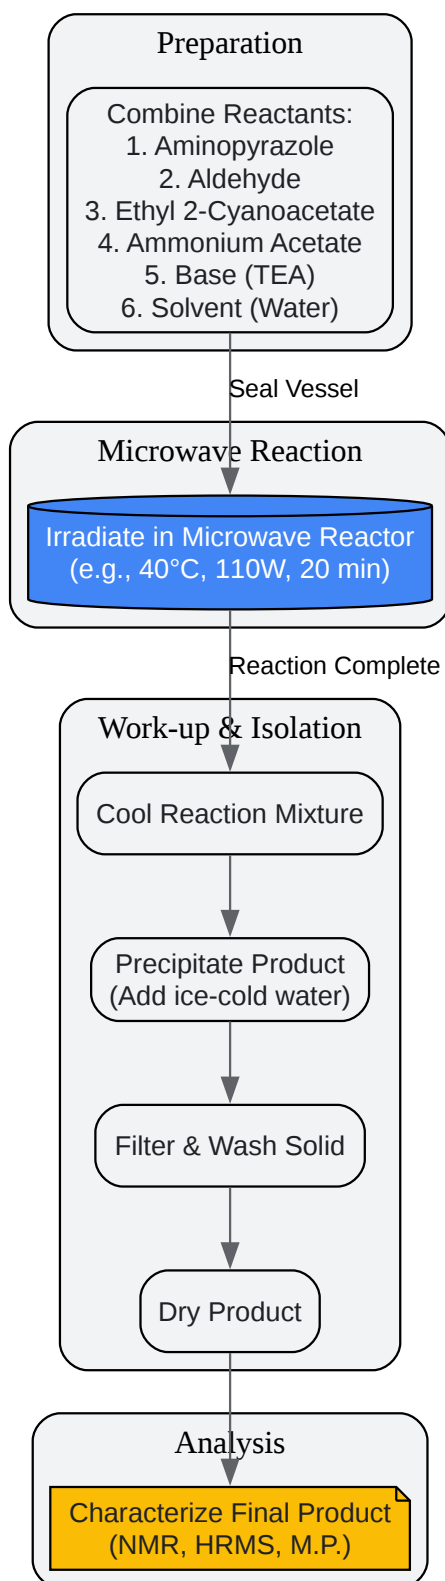 Preparation
Combine Reactants:
1. Aminopyrazole
2. Aldehyde
3. Ethyl 2-Cyanoacetate
4. Ammonium Acetate
5. Base (TEA)
6. Solvent (Water)
Seal Vessel
Microwave Reaction
Irradiate in Microwave Reactor
(e.g., 40°C, 110W, 20 min)
Reaction Complete
Work-up & Isolation
Cool Reaction Mixture
Precipitate Product
(Add ice-cold water)
Filter & Wash Solid
Dry Product
Analysis
Characterize Final Product
(NMR, HRMS, M.P.)